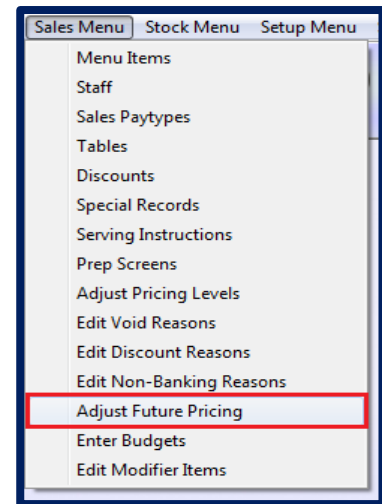 Sales Menu Stock Menu Setup Menu
Menu Items
Staff
Sales Paytypes
Tables
Discounts
Special Records
Serving Instructions
Prep Screens
Adjust Pricing Levels
Edit Void Reasons
Edit Discount Reasons
Edit Non-Banking Reasons
Adjust Future Pricing
Enter Budgets
Edit Modifier Items